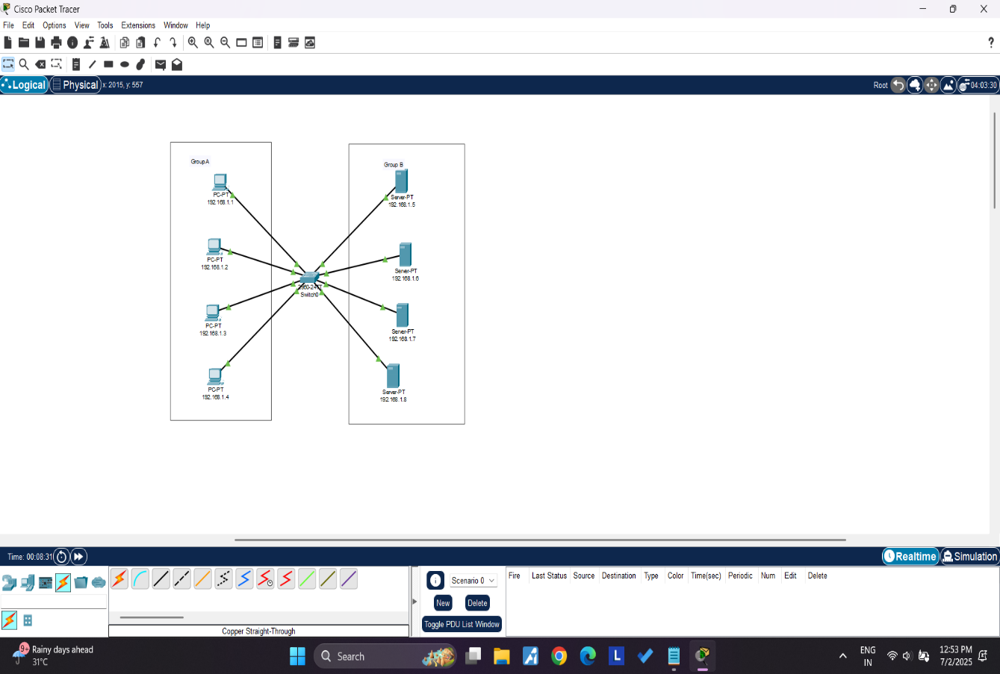 Cisco Packet Tracer
File Edit Options View Tools Extensions Window Help
?
Logical Physical x: 2015, y: 557 Root 04:03:30
GroupA
PC-PT
192.168.1.1
PC-PT
192.168.1.2
PC-PT
192.168.1.3
PC-PT
192.168.1.4
2960-24TT
Switch0
Group B
Server-PT
192.168.1.5
Server-PT
192.168.1.6
Server-PT
192.168.1.7
Server-PT
192.168.1.8
Time: 00:08:31 Realtime Simulation
Copper Straight-Through
Scenario 0
New Delete
Toggle PDU List Window
Fire Last Status Source Destination Type Color Time(sec) Periodic Num Edit Delete
9+
Rainy days ahead
31°C
Search
L
ENG
IN
12:53 PM
7/2/2025